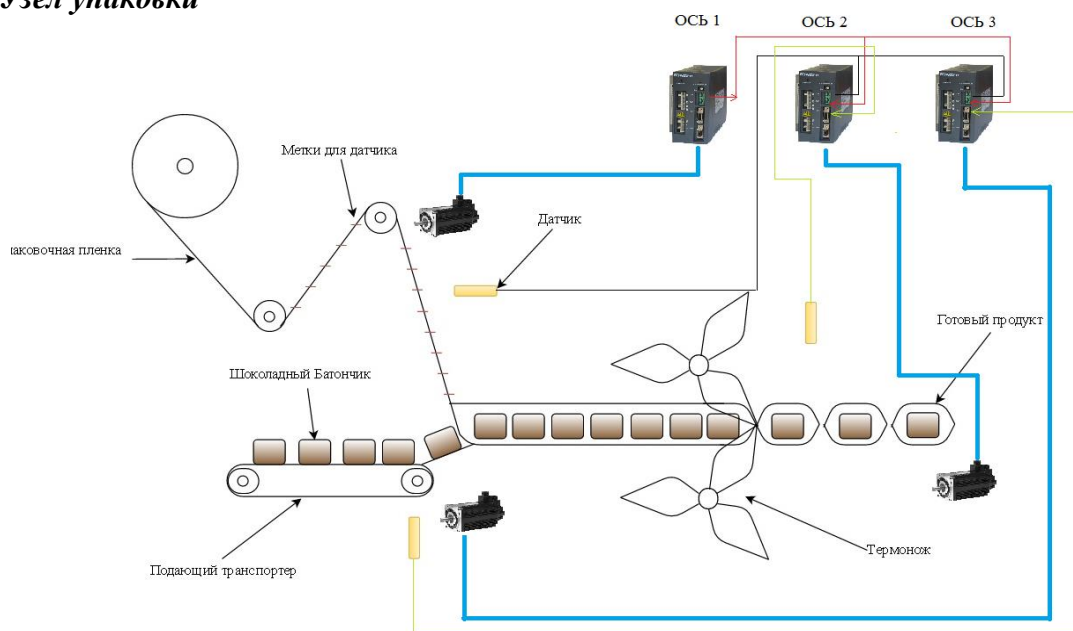 Узел упаковки
ОСЬ 1
ОСЬ 2
ОСЬ 3
Метки для датчика
Датчик
аковочная пленка
Готовый продукт
Шоколадный Батончик
Термонож
Подающий транспортер